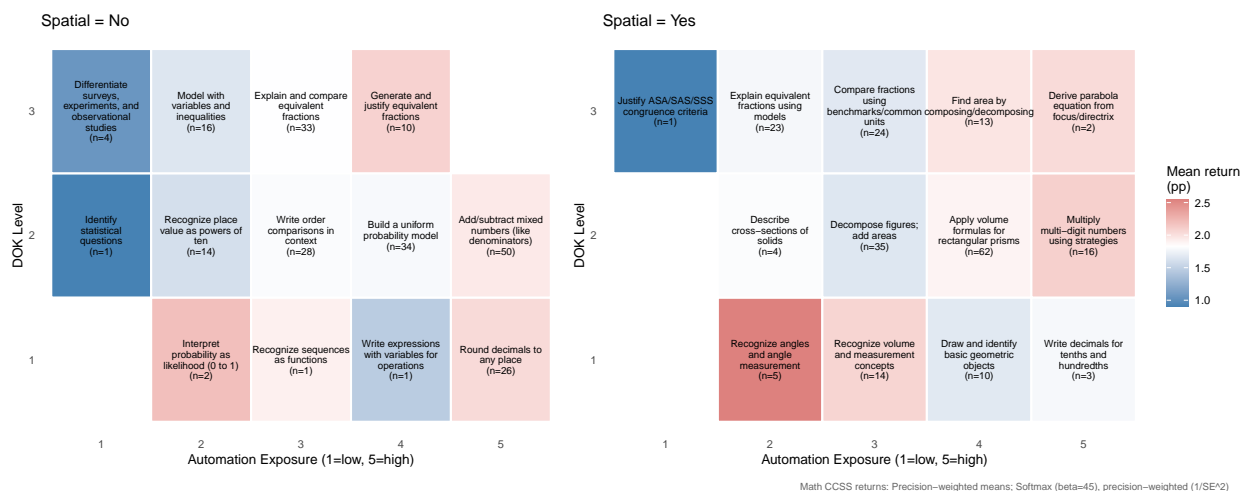 Spatial = No
Differentiate
surveys,
experiments, and
observational
studies
(n=4)
Model with
variables and
inequalities
(n=16)
Explain and compare
equivalent
fractions
(n=33)
Generate and
justify equivalent
fractions
(n=10)
Identify
statistical
questions
(n=1)
Recognize place
value as powers of
ten
(n=14)
Write order
comparisons in
context
(n=28)
Build a uniform
probability model
(n=34)
Add/subtract mixed
numbers (like
denominators)
(n=50)
Interpret
probability as
likelihood (0 to 1)
(n=2)
Recognize sequences
as functions
(n=1)
Write expressions
with variables for
operations
(n=1)
Round decimals to
any place
(n=26)
3
2
1
DOK Level
1 2 3 4 5
Automation Exposure (1=low, 5=high)
Spatial = Yes
Justify ASA/SAS/SSS
congruence criteria
(n=1)
Explain equivalent
fractions using
models
(n=23)
Compare fractions
using
benchmarks/common
units
(n=24)
Find area by
composing/decomposing
(n=13)
Derive parabola
equation from
focus/directrix
(n=2)
Describe
cross−sections of
solids
(n=4)
Decompose figures;
add areas
(n=35)
Apply volume
formulas for
rectangular prisms
(n=62)
Multiply
multi−digit numbers
using strategies
(n=16)
Recognize angles
and angle
measurement
(n=5)
Recognize volume
and measurement
concepts
(n=14)
Draw and identify
basic geometric
objects
(n=10)
Write decimals for
tenths and
hundredths
(n=3)
3
2
1
DOK Level
1 2 3 4 5
Automation Exposure (1=low, 5=high)
Mean return
(pp)
2.5
2.0
1.5
1.0
Math CCSS returns: Precision−weighted means; Softmax (beta=45), precision−weighted (1/SE^2)